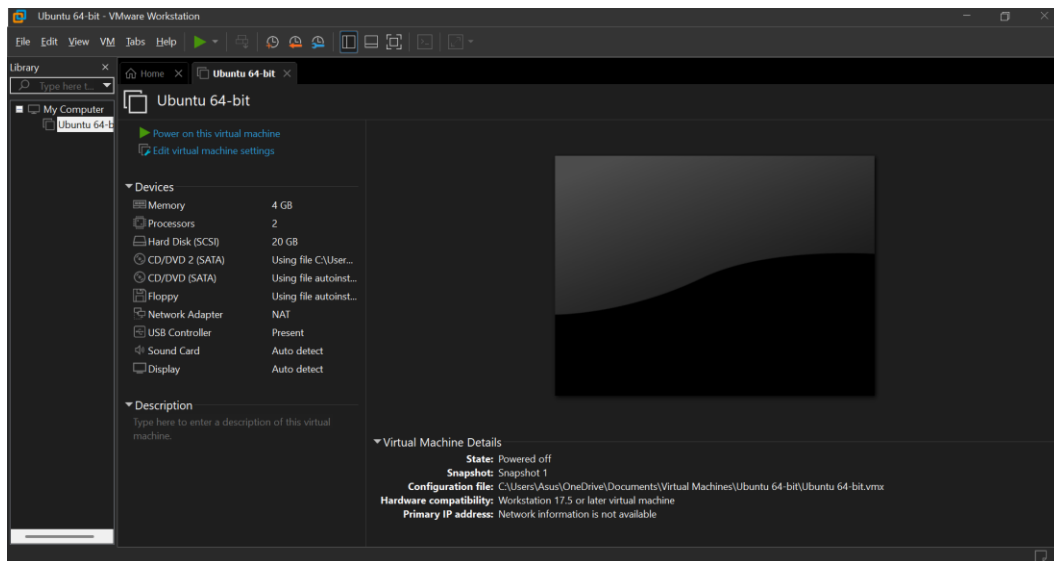 Ubuntu 64-bit - VMware Workstation
File Edit View VM Tabs Help
Library
Type here t...
My Computer
Ubuntu 64-b
Home
Ubuntu 64-bit
Ubuntu 64-bit
Power on this virtual machine
Edit virtual machine settings
Devices
Memory 4 GB
Processors 2
Hard Disk (SCSI) 20 GB
CD/DVD 2 (SATA) Using file C:\User...
CD/DVD (SATA) Using file autoinst...
Floppy Using file autoinst...
Network Adapter NAT
USB Controller Present
Sound Card Auto detect
Display Auto detect
Description
Type here to enter a description of this virtual
machine.
Virtual Machine Details
State: Powered off
Snapshot: Snapshot 1
Configuration file: C:\Users\Asus\OneDrive\Documents\Virtual Machines\Ubuntu 64-bit\Ubuntu 64-bit.vmx
Hardware compatibility: Workstation 17.5 or later virtual machine
Primary IP address: Network information is not available